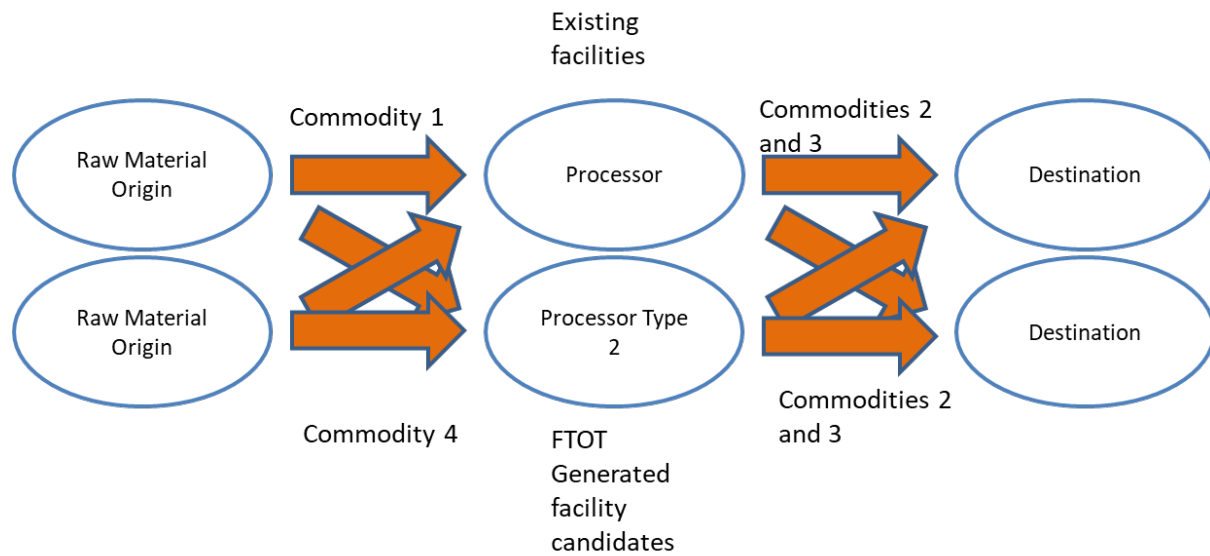 Existing
facilities
Commodity 1
Commodities 2
and 3
Raw Material
Origin
Processor
Destination
Raw Material
Origin
Processor Type
2
Destination
Commodity 4
FTOT
Generated
facility
candidates
Commodities 2
and 3